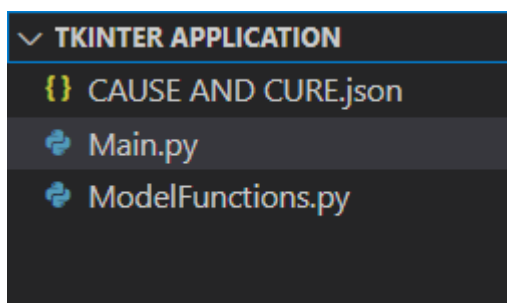 TKINTER APPLICATION
{} CAUSE AND CURE.json
Main.py
ModelFunctions.py